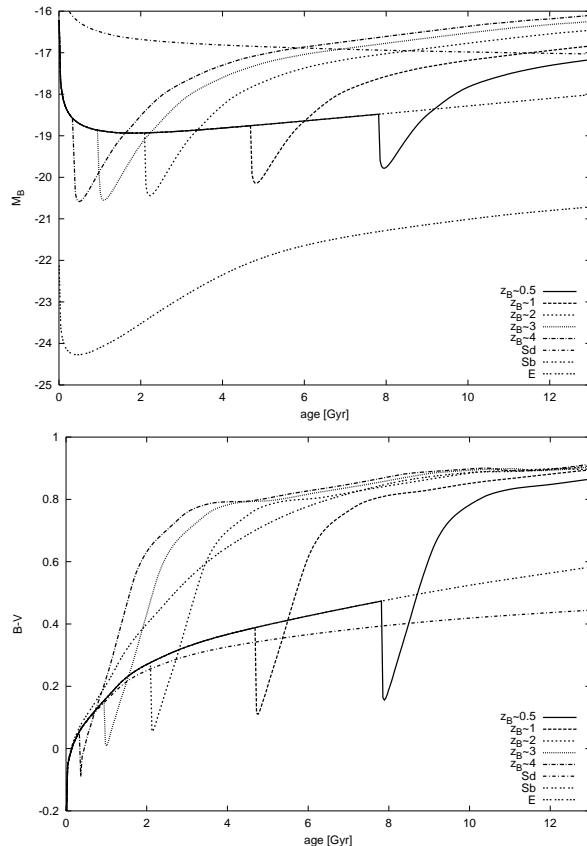 -16
-17
-18
-19
-20
-21
-22
-23
-24
-25
M_B
0 2 4 6 8 10 12
age [Gyr]
z_B~0.5
z_B~1
z_B~2
z_B~3
z_B~4
Sd
Sb
E
1
0.8
0.6
0.4
0.2
0
-0.2
B-V
0 2 4 6 8 10 12
age [Gyr]
z_B~0.5
z_B~1
z_B~2
z_B~3
z_B~4
Sd
Sb
E